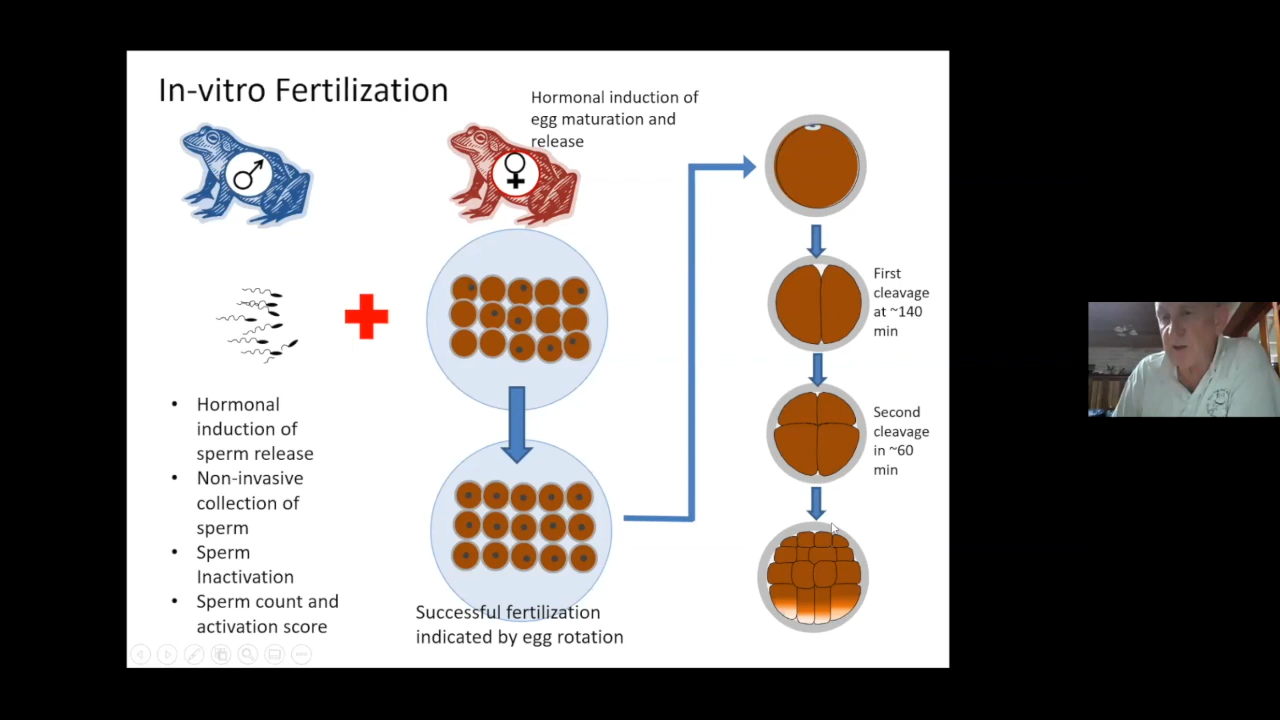 In-vitro Fertilization
Hormonal induction of
egg maturation and
release
• Hormonal
induction of
sperm release
• Non-invasive
collection of
sperm
• Sperm
Inactivation
• Sperm count and
activation score
Successful fertilization
indicated by egg rotation
First
cleavage
at ~140
min
Second
cleavage
in ~60
min